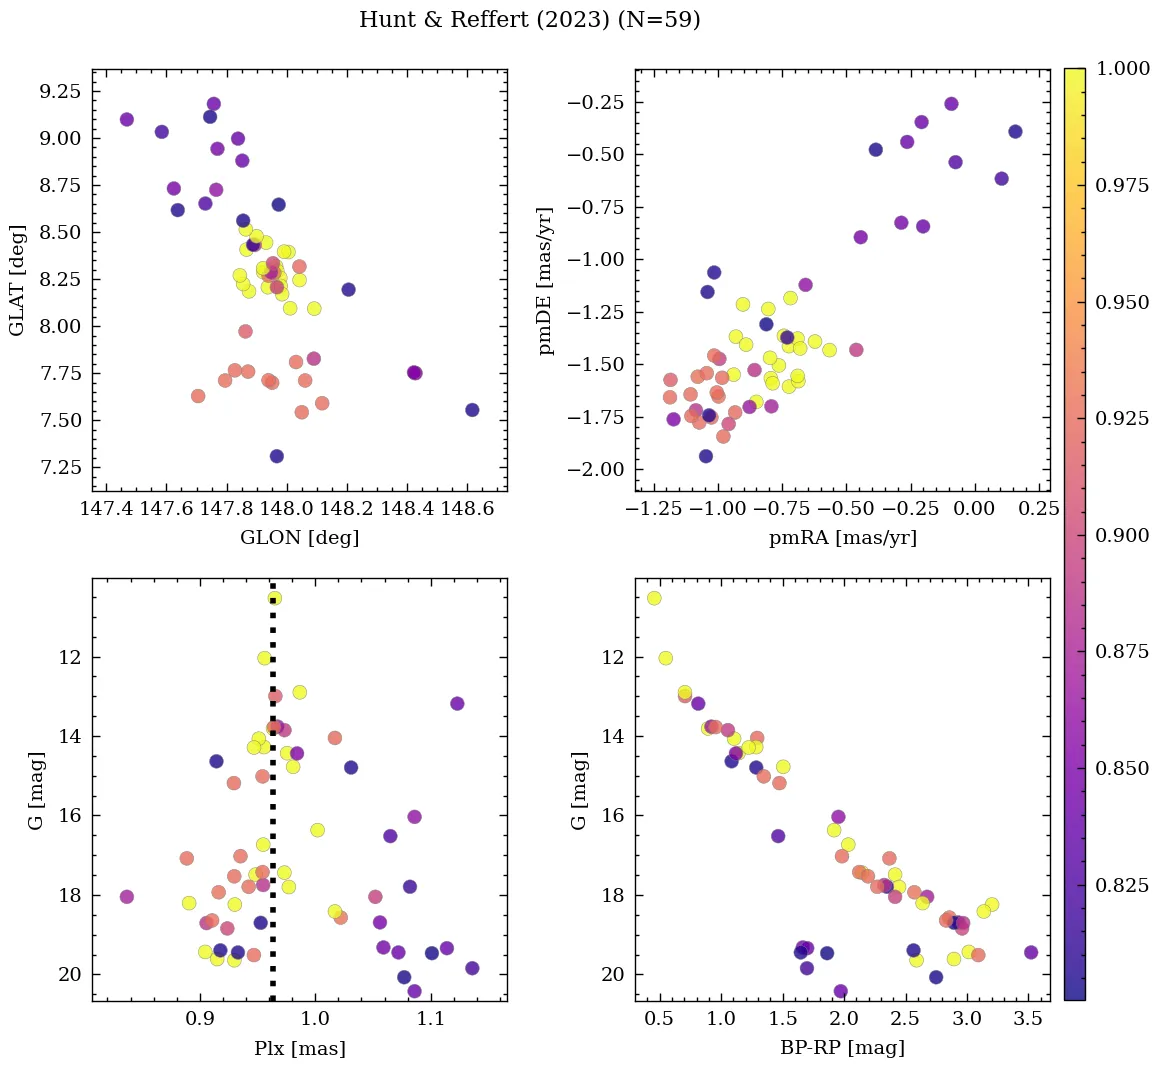 Hunt & Reffert (2023) (N=59)
9.25
9.00
8.75
8.50
8.25
8.00
7.75
7.50
7.25
GLAT [deg]
147.4 147.6 147.8 148.0 148.2 148.4 148.6
GLON [deg]
−0.25
−0.50
−0.75
−1.00
−1.25
−1.50
−1.75
−2.00
pmDE [mas/yr]
−1.25 −1.00 −0.75 −0.50 −0.25 0.00 0.25
pmRA [mas/yr]
12
14
16
18
20
G [mag]
0.9 1.0 1.1
Plx [mas]
12
14
16
18
20
G [mag]
0.5 1.0 1.5 2.0 2.5 3.0 3.5
BP-RP [mag]
1.000
0.975
0.950
0.925
0.900
0.875
0.850
0.825